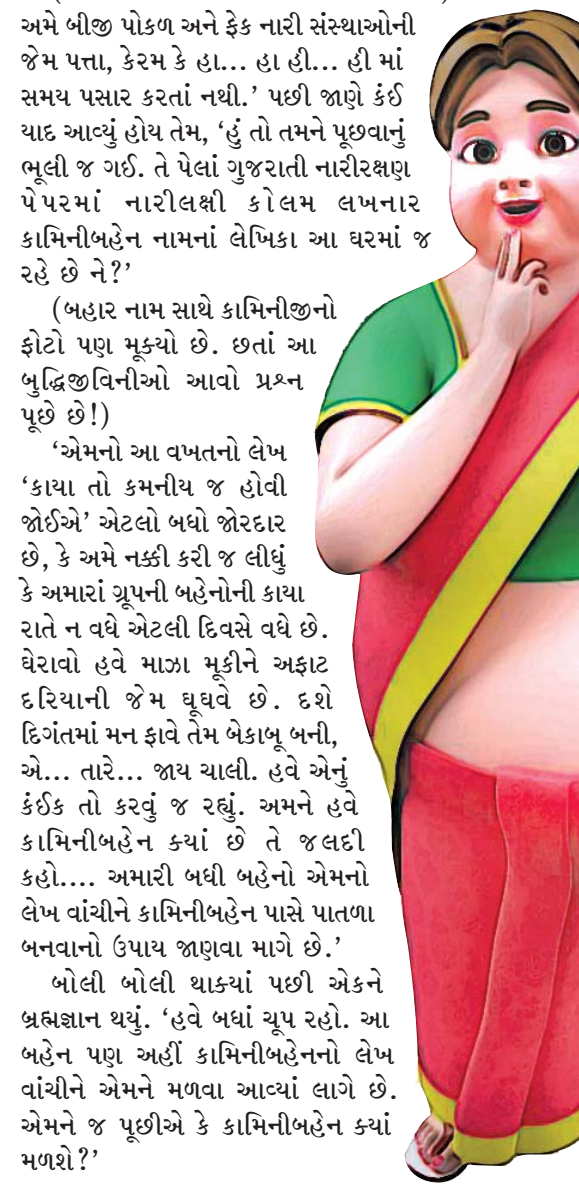 અમે બીજી પોકળ અને ફેક નારી સંસ્થાઓની
જેમ પત્તા, કેરમ કે હા... હા હી... હી માં
સમય પસાર કરતાં નથી.’ પછી જાણે કંઈ
યાદ આવ્યું હોય તેમ, ‘હું તો તમને પૂછવાનું
ભૂલી જ ગઈ. તે પેલાં ગુજરાતી નારીરક્ષણ
પેપરમાં નારીલક્ષી કોલમ લખનાર
કામિનીબહેન નામનાં લેખિકા આ ઘરમાં જ
રહે છે ને?’
(બહાર નામ સાથે કામિનીજીનો
ફોટો પણ મૂક્યો છે. છતાં આ
બુદ્ધિજીવિનીઓ આવો પ્રશ્ન
પૂછે છે!)
‘એમનો આ વખતનો લેખ
‘કાયા તો કમનીય જ હોવી
જોઈએ’ એટલો બધો જોરદાર
છે, કે અમે નક્કી કરી જ લીધું
કે અમારાં ગ્રૂપની બહેનોની કાયા
રાતે ન વધે એટલી દિવસે વધે છે.
ઘેરાવો હવે માઝા મૂકીને અફાટ
દરિયાની જેમ ઘૂઘવે છે. દશે
દિગંતમાં મન ફાવે તેમ બેકાબૂ બની,
એ... તારે... જાય ચાલી. હવે એનું
કંઈક તો કરવું જ રહ્યું. અમને હવે
કામિનીબહેન ક્યાં છે તે જલદી
કહો.... અમારી બધી બહેનો એમનો
લેખ વાંચીને કામિનીબહેન પાસે પાતળા
બનવાનો ઉપાય જાણવા માગે છે.’
બોલી બોલી થાક્યાં પછી એકને
બ્રહ્મજ્ઞાન થયું. ‘હવે બધાં ચૂપ રહો. આ
બહેન પણ અહીં કામિનીબહેનનો લેખ
વાંચીને એમને મળવા આવ્યાં લાગે છે.
એમને જ પૂછીએ કે કામિનીબહેન ક્યાં
મળશે?’